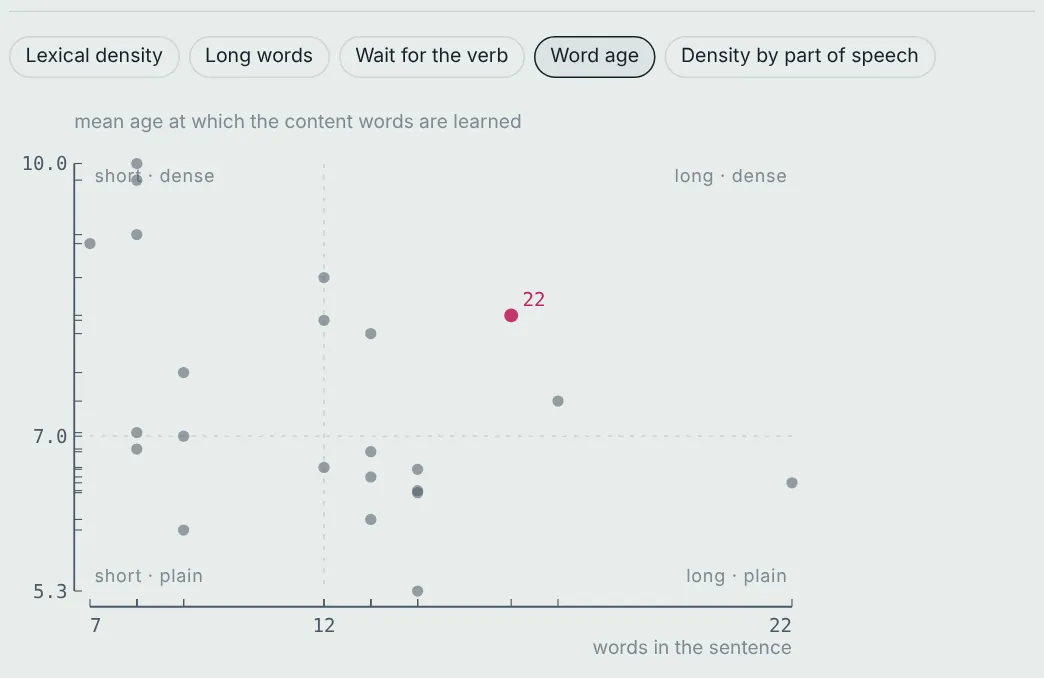 Lexical density
Long words
Wait for the verb
Word age
Density by part of speech
mean age at which the content words are learned
10.0
short · dense
long · dense
22
7.0
short · plain
long · plain
5.3
7
12
22
words in the sentence